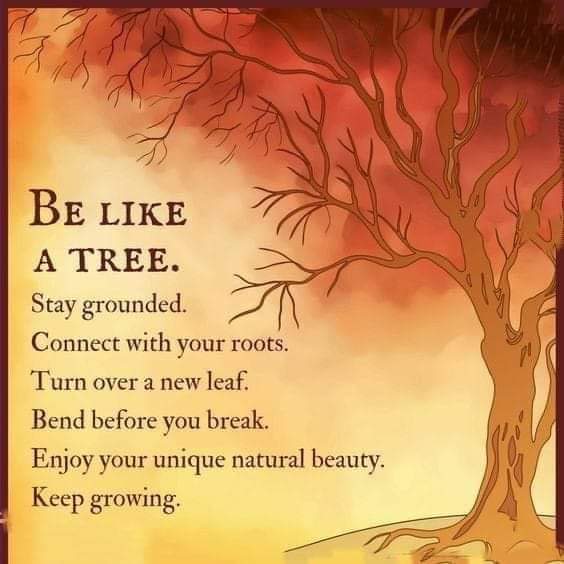 BE LIKE
A TREE.
Stay grounded.
Connect with your roots.
Turn over a new leaf.
Bend before you break.
Enjoy your unique natural beauty.
Keep growing.